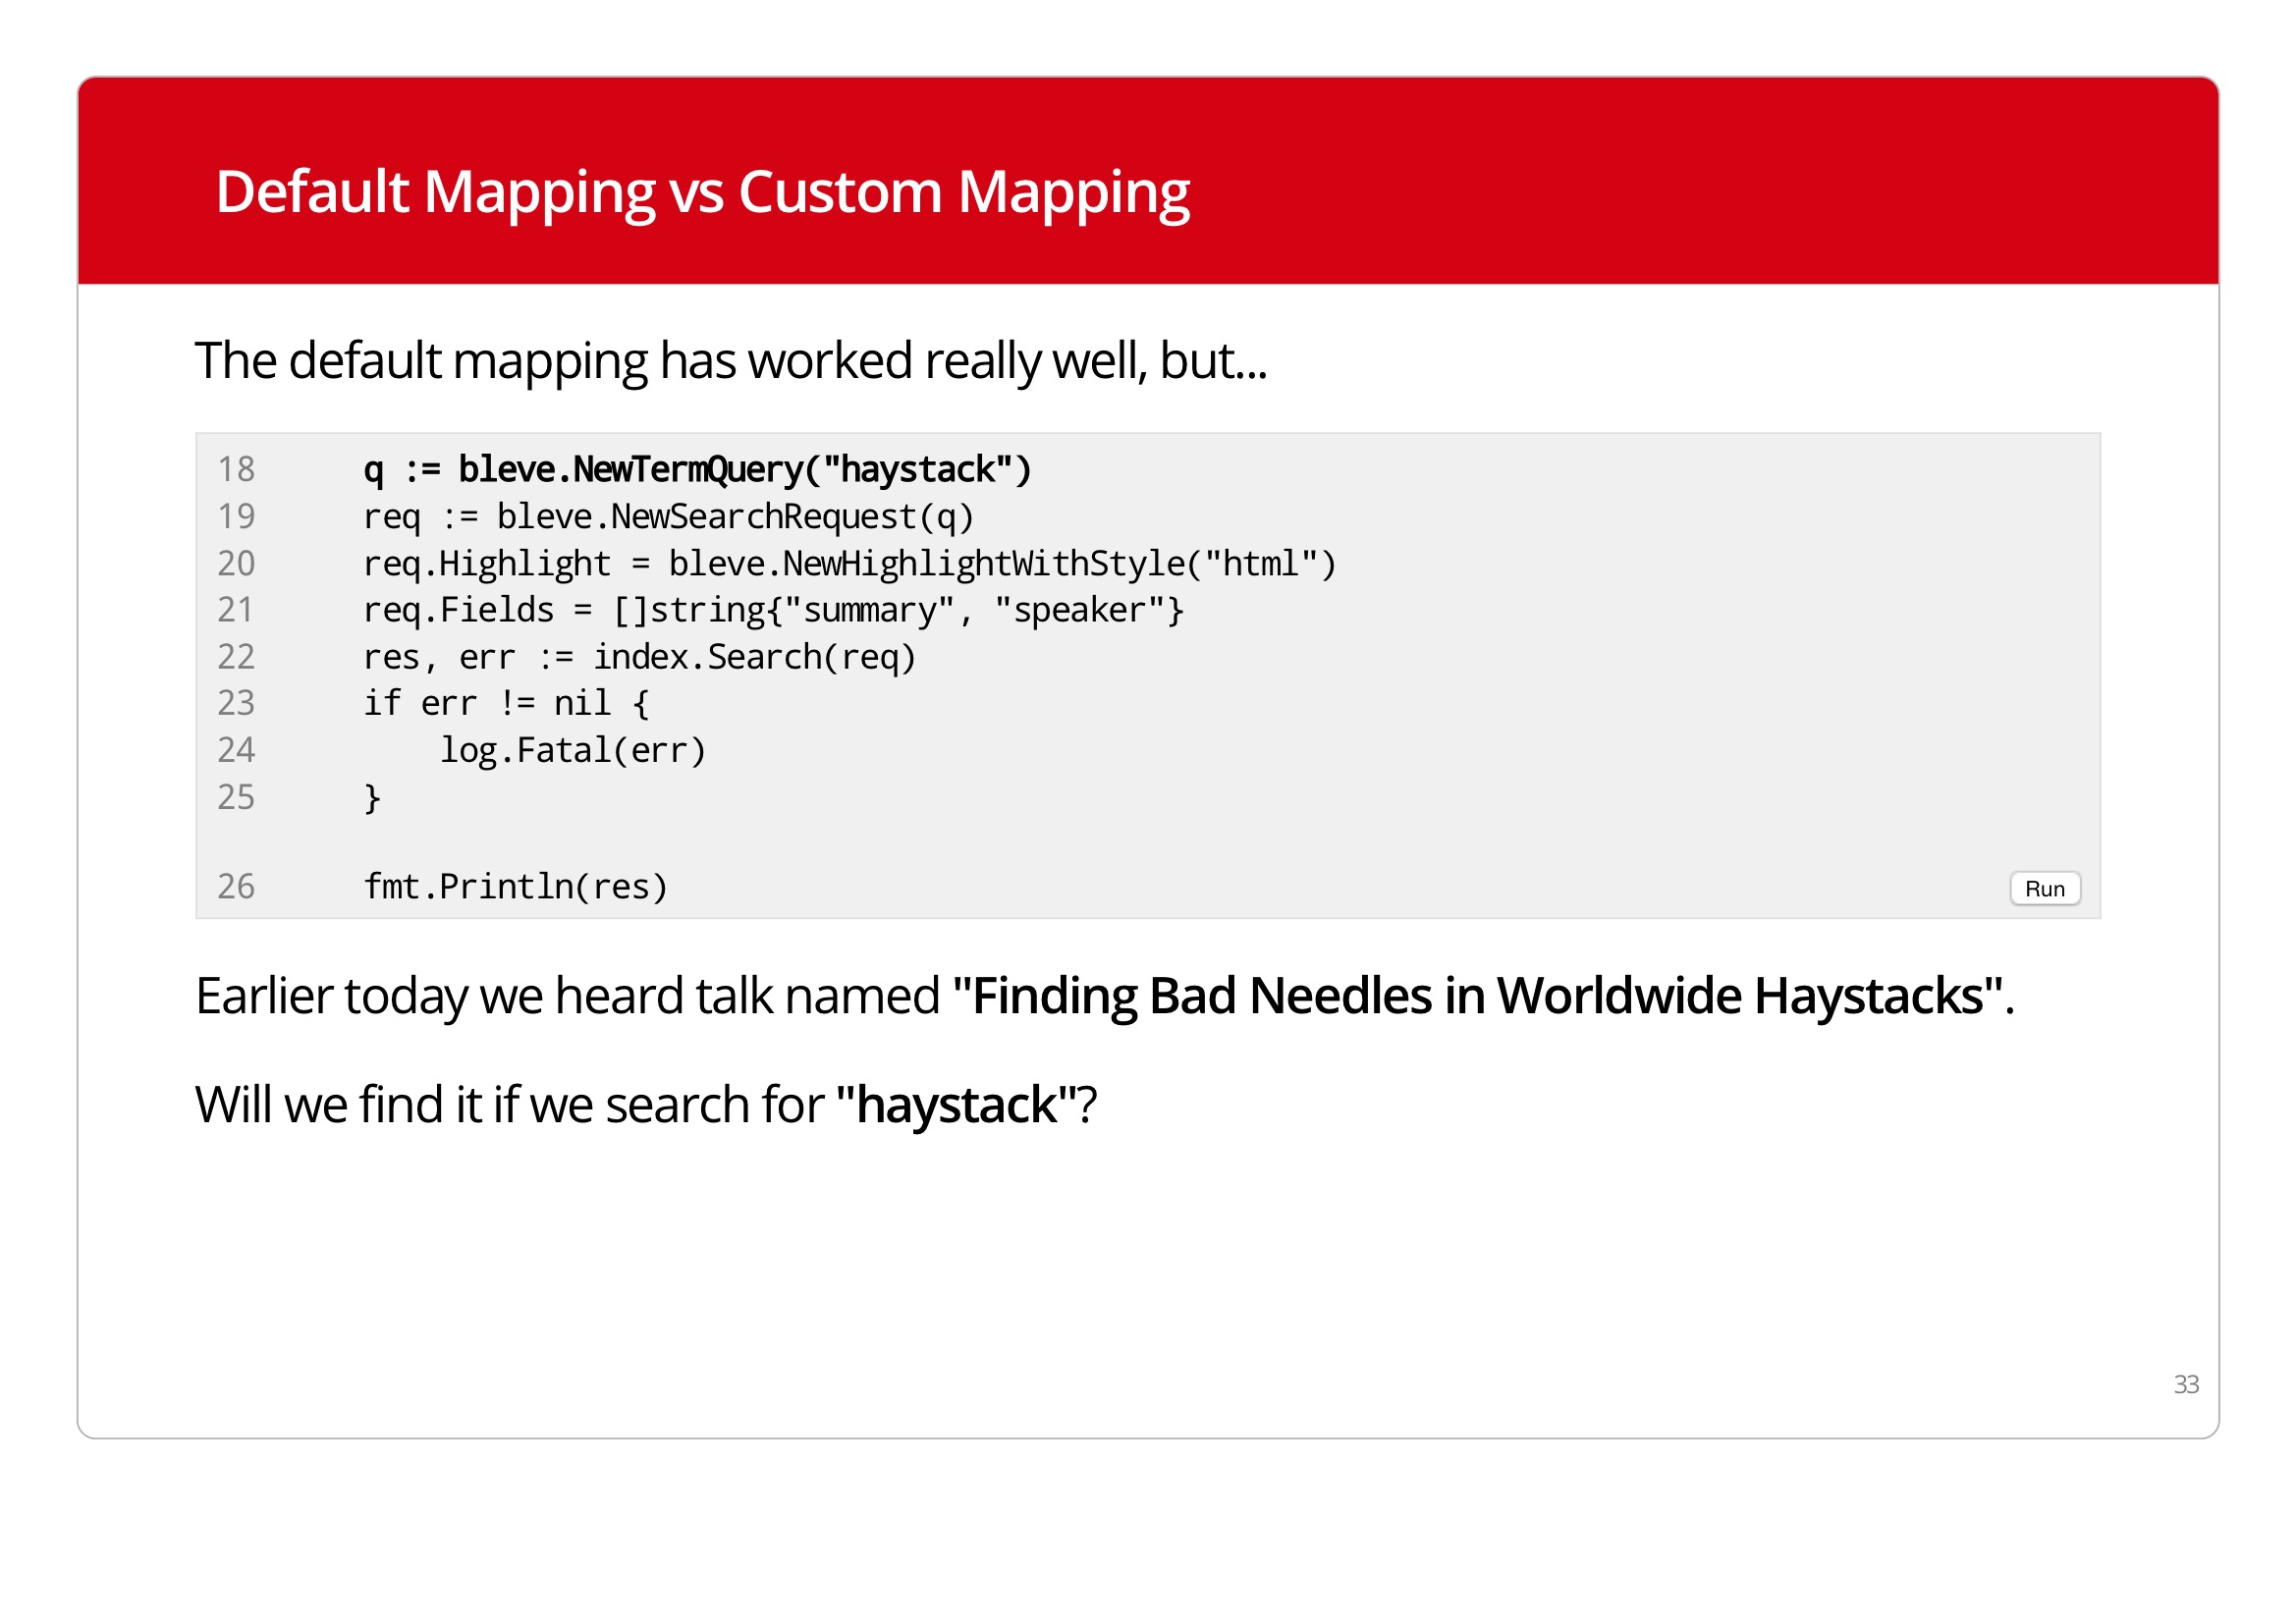 Default Mapping vs Custom Mapping
The default mapping has worked really well, but...
18 q := bleve.NewTermQuery("haystack")
19 req := bleve.NewSearchRequest(q)
20 req.Highlight = bleve.NewHighlightWithStyle("html")
21 req.Fields = []string{"summary", "speaker"}
22 res, err := index.Search(req)
23 if err != nil {
24     log.Fatal(err)
25 }
26 fmt.Println(res) Run
Earlier today we heard talk named "Finding Bad Needles in Worldwide Haystacks".
Will we find it if we search for "haystack"?
33